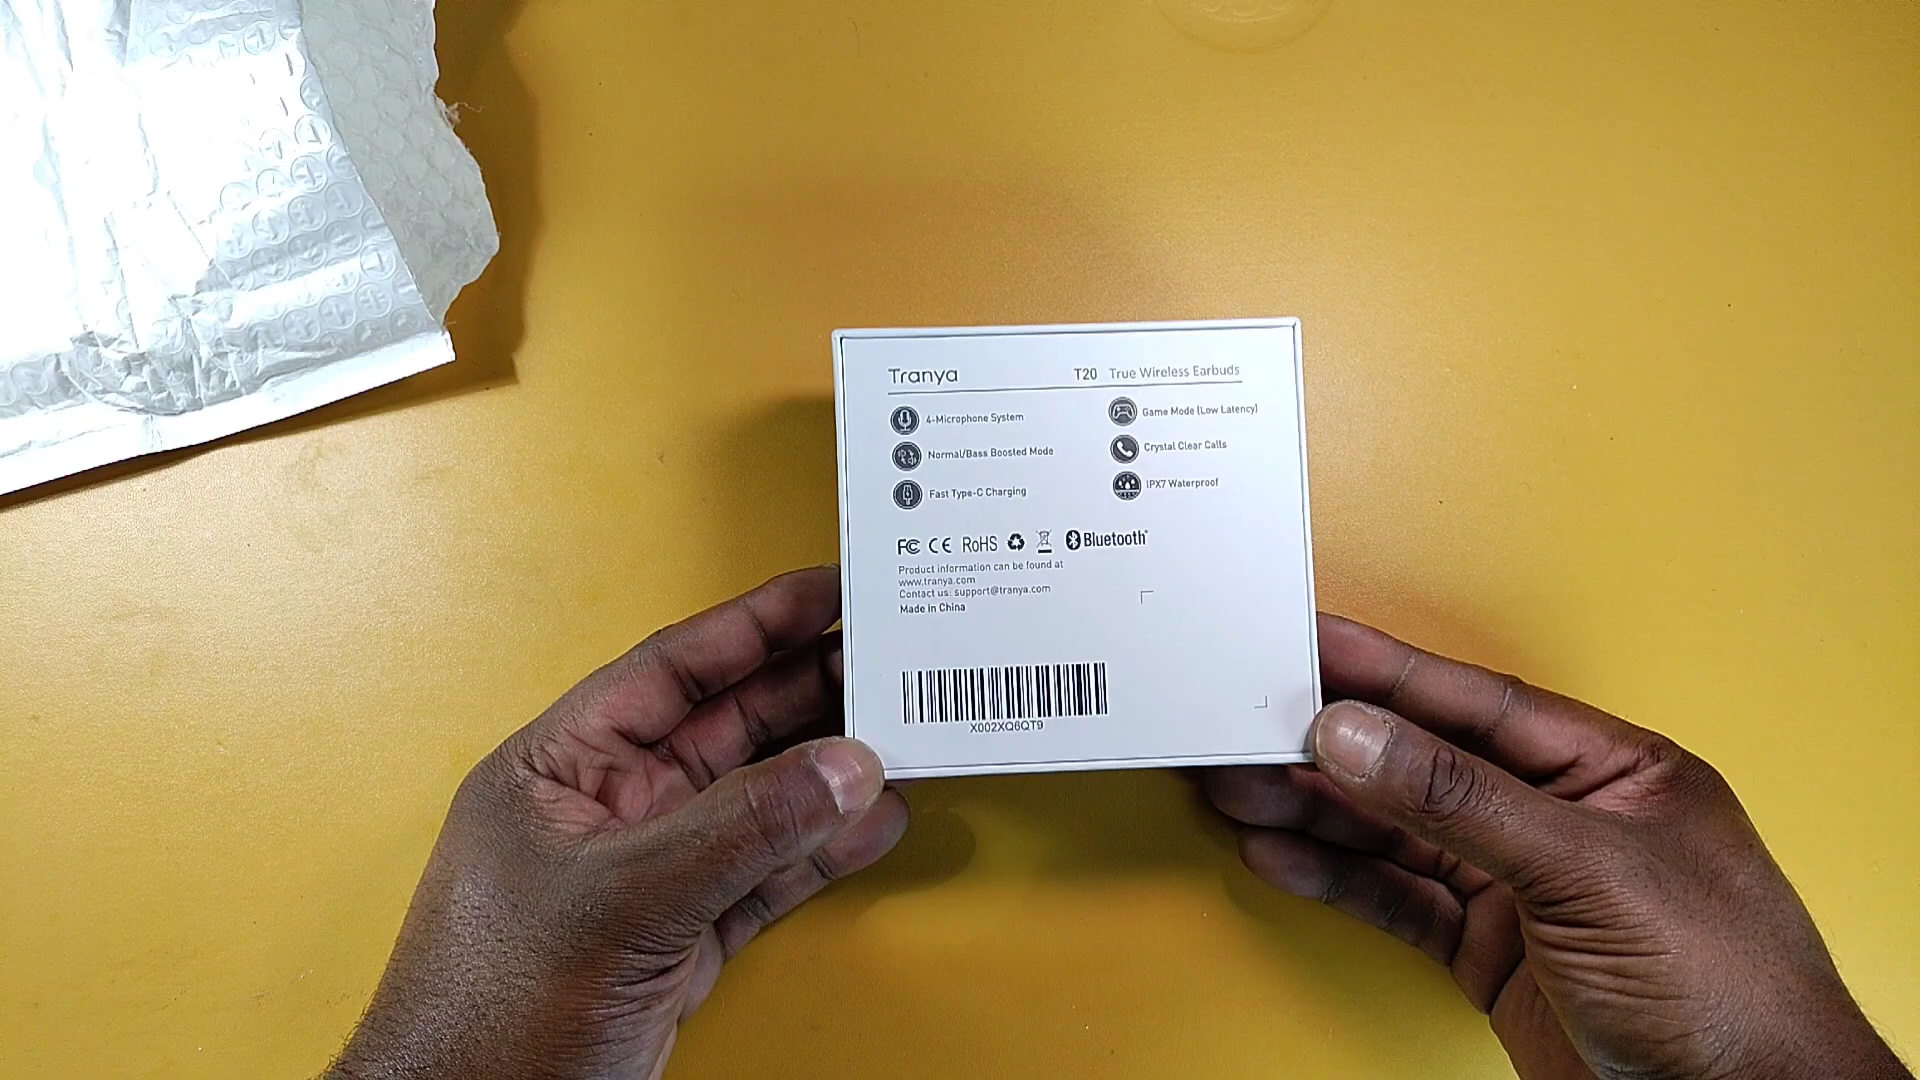 Tranya
T20 True Wireless Earbuds
4-Microphone System
Normal/Bass Boosted Mode
Fast Type-C Charging
Game Mode (Low Latency)
Crystal Clear Calls
IPX7 Waterproof
FC CE RoHS Bluetooth®
Product information can be found at
www.tranya.com
Contact us: support@tranya.com
Made in China
X002XQ6QT9